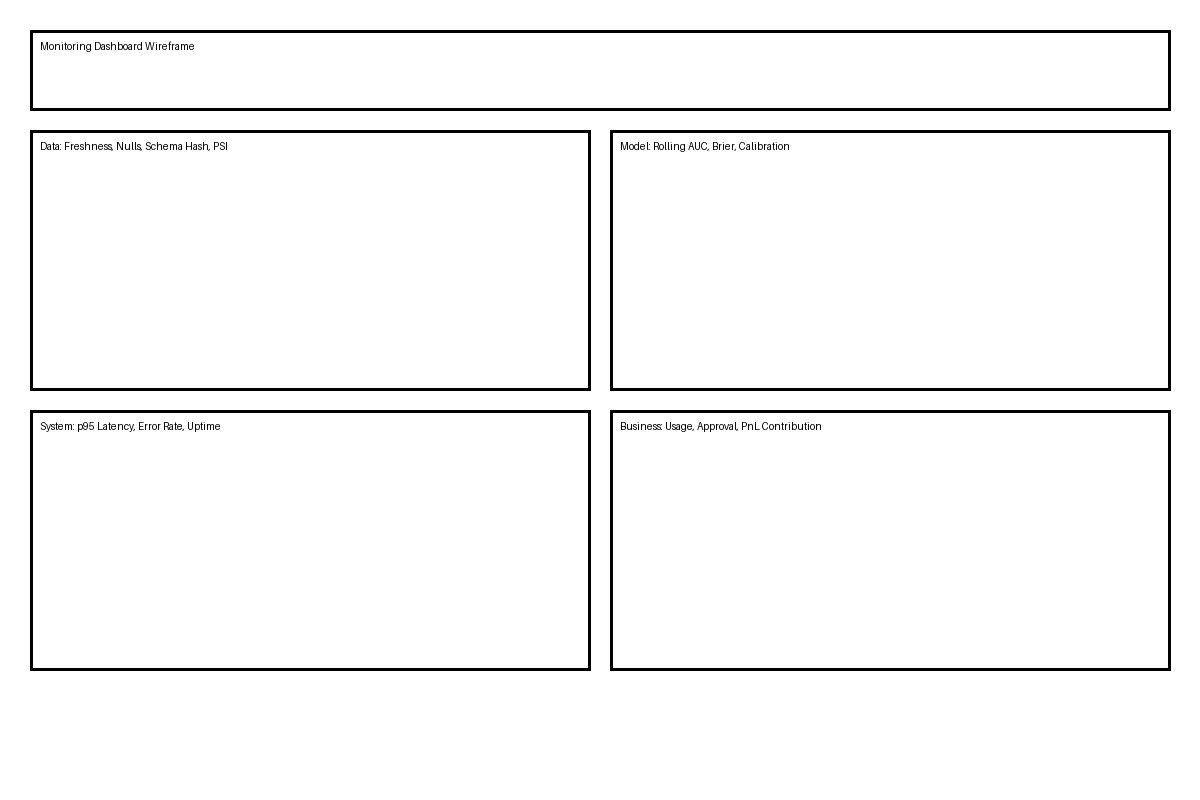 Monitoring Dashboard Wireframe
Data: Freshness, Nulls, Schema Hash, PSI
Model: Rolling AUC, Brier, Calibration
System: p95 Latency, Error Rate, Uptime
Business: Usage, Approval, PnL Contribution